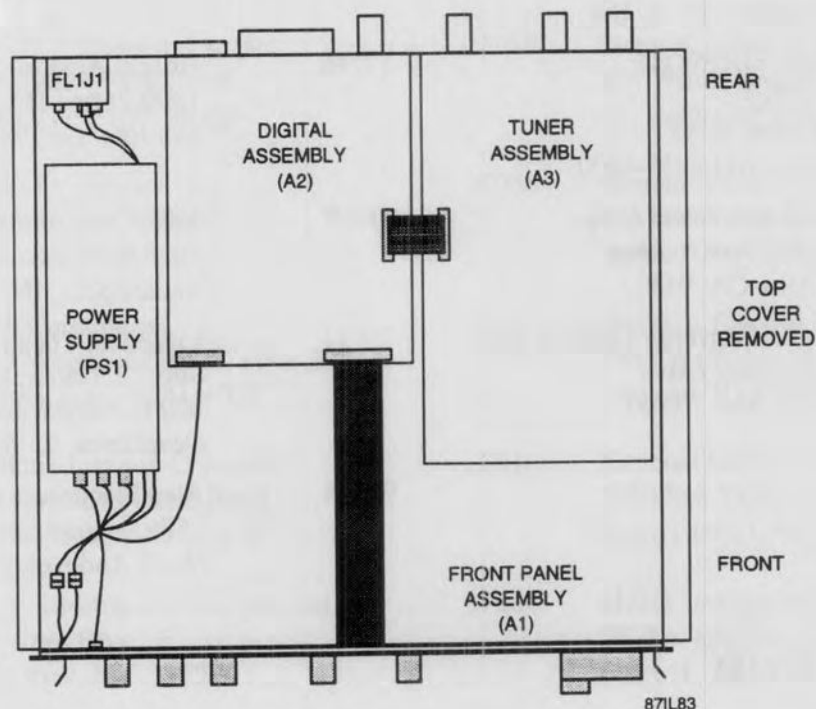 FL1J1
REAR
DIGITAL
ASSEMBLY
(A2)
TUNER
ASSEMBLY
(A3)
POWER
SUPPLY
(PS1)
TOP
COVER
REMOVED
FRONT
FRONT PANEL
ASSEMBLY
(A1)
871L83